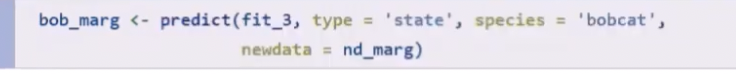 bob_marg <- predict(fit_3, type = 'state', species = 'bobcat',
newdata = nd_marg)